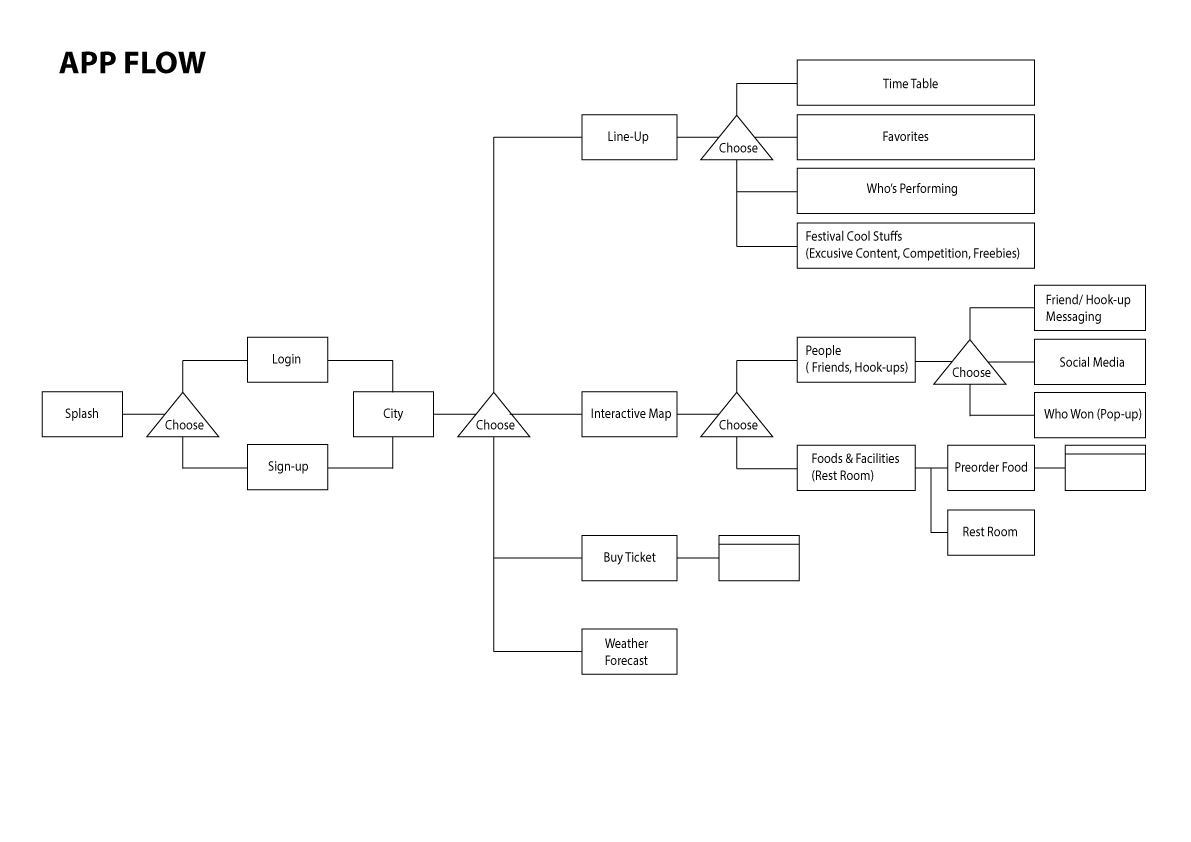 APP FLOW
Time Table
Line-Up
Choose
Favorites
Who's Performing
Festival Cool Stuffs
(Excusive Content, Competition, Freebies)
Friend/ Hook-up
Messaging
Login
People
( Friends, Hook-ups)
Choose
Social Media
Splash
Choose
City
Choose
Interactive Map
Choose
Who Won (Pop-up)
Sign-up
Foods & Facilities
(Rest Room)
Preorder Food
Rest Room
Buy Ticket
Weather
Forecast